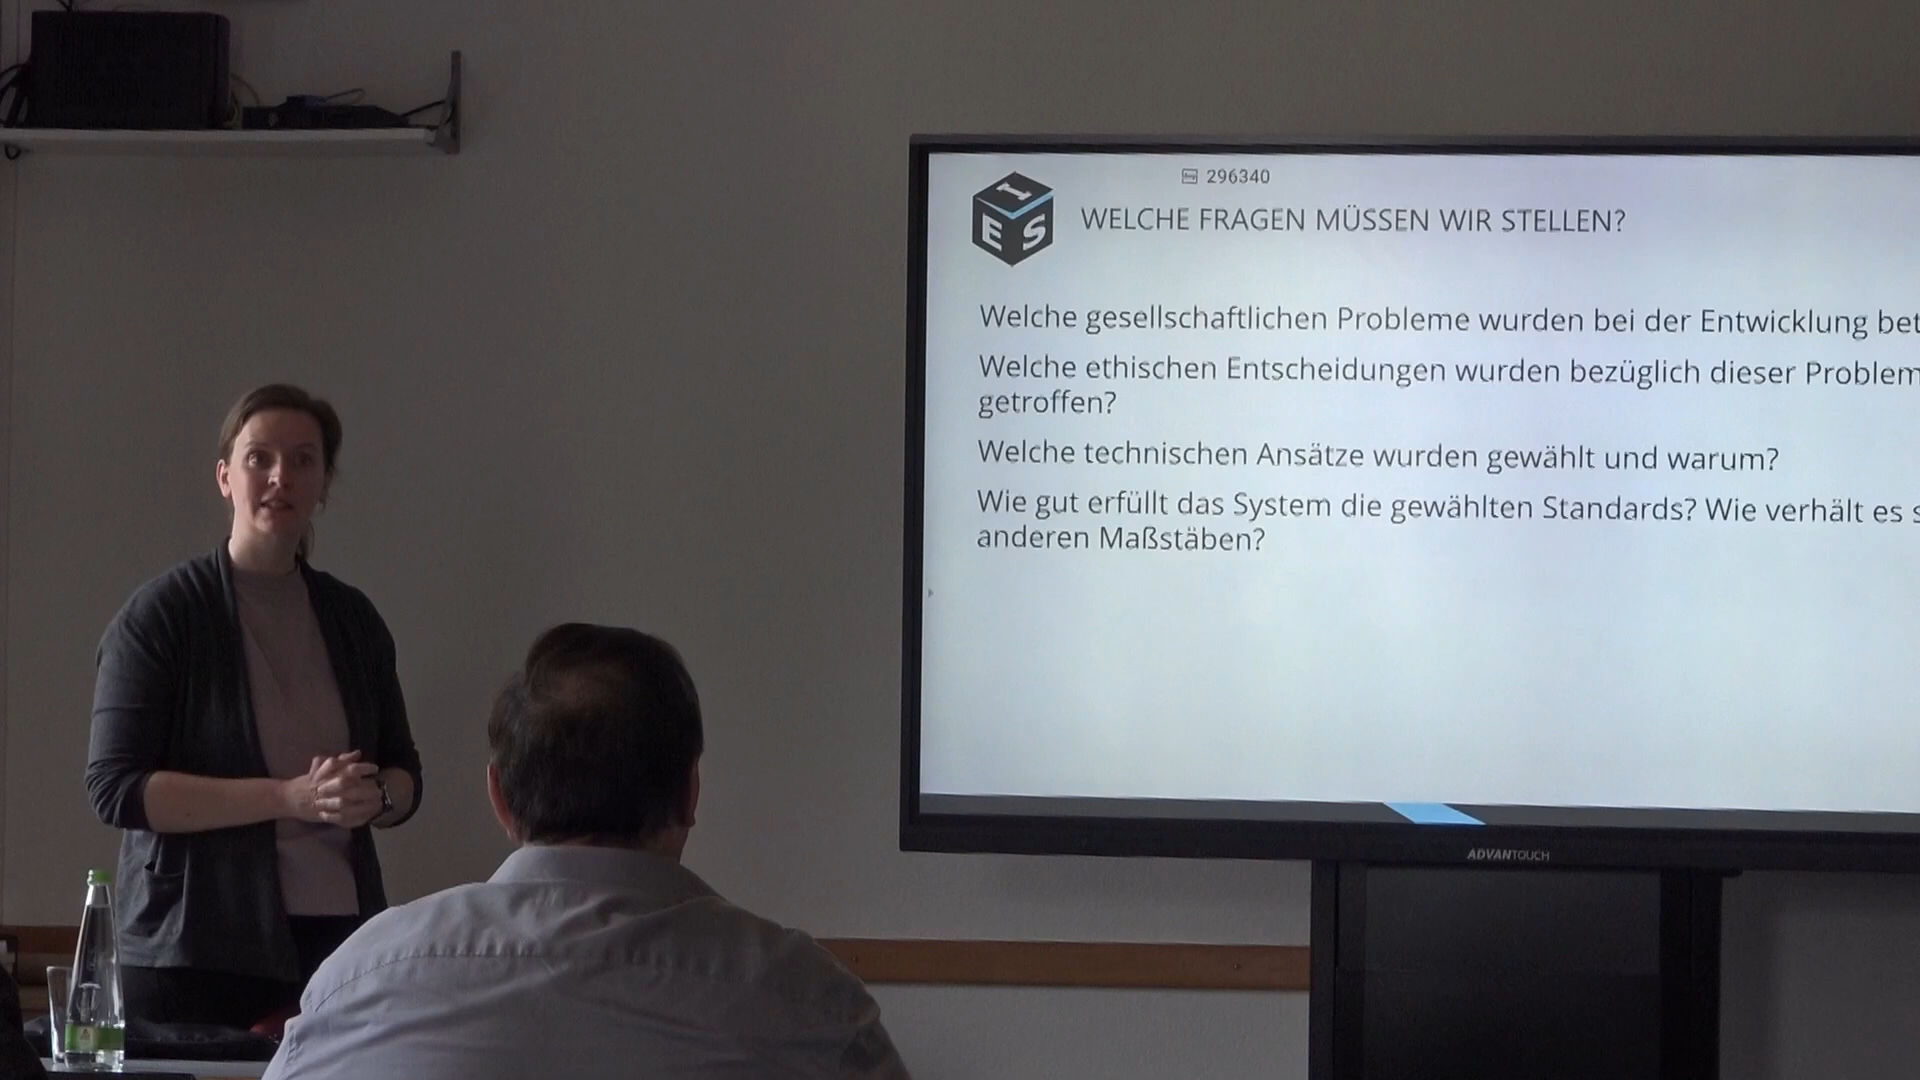 296340
I
E S
WELCHE FRAGEN MÜSSEN WIR STELLEN?
Welche gesellschaftlichen Probleme wurden bei der Entwicklung
Welche ethischen Entscheidungen wurden bezüglich dieser
getroffen?
Welche technischen Ansätze wurden gewählt und warum?
Wie gut erfüllt das System die gewählten Standards? Wie verhält es
anderen Maßstäben?
ADVANTOUCH